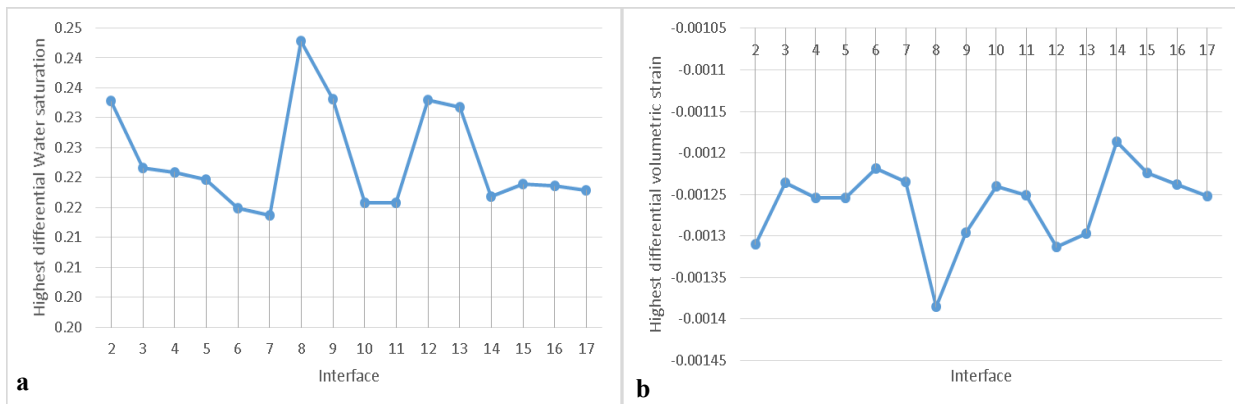 Highest differential Water saturation
0.25
0.24
0.24
0.23
0.23
0.22
0.22
0.21
0.21
0.20
0.20
2 3 4 5 6 7 8 9 10 11 12 13 14 15 16 17
Interface
a
Highest differential volumetric strain
-0.00105
-0.0011
-0.00115
-0.0012
-0.00125
-0.0013
-0.00135
-0.0014
-0.00145
2 3 4 5 6 7 8 9 10 11 12 13 14 15 16 17
Interface
b